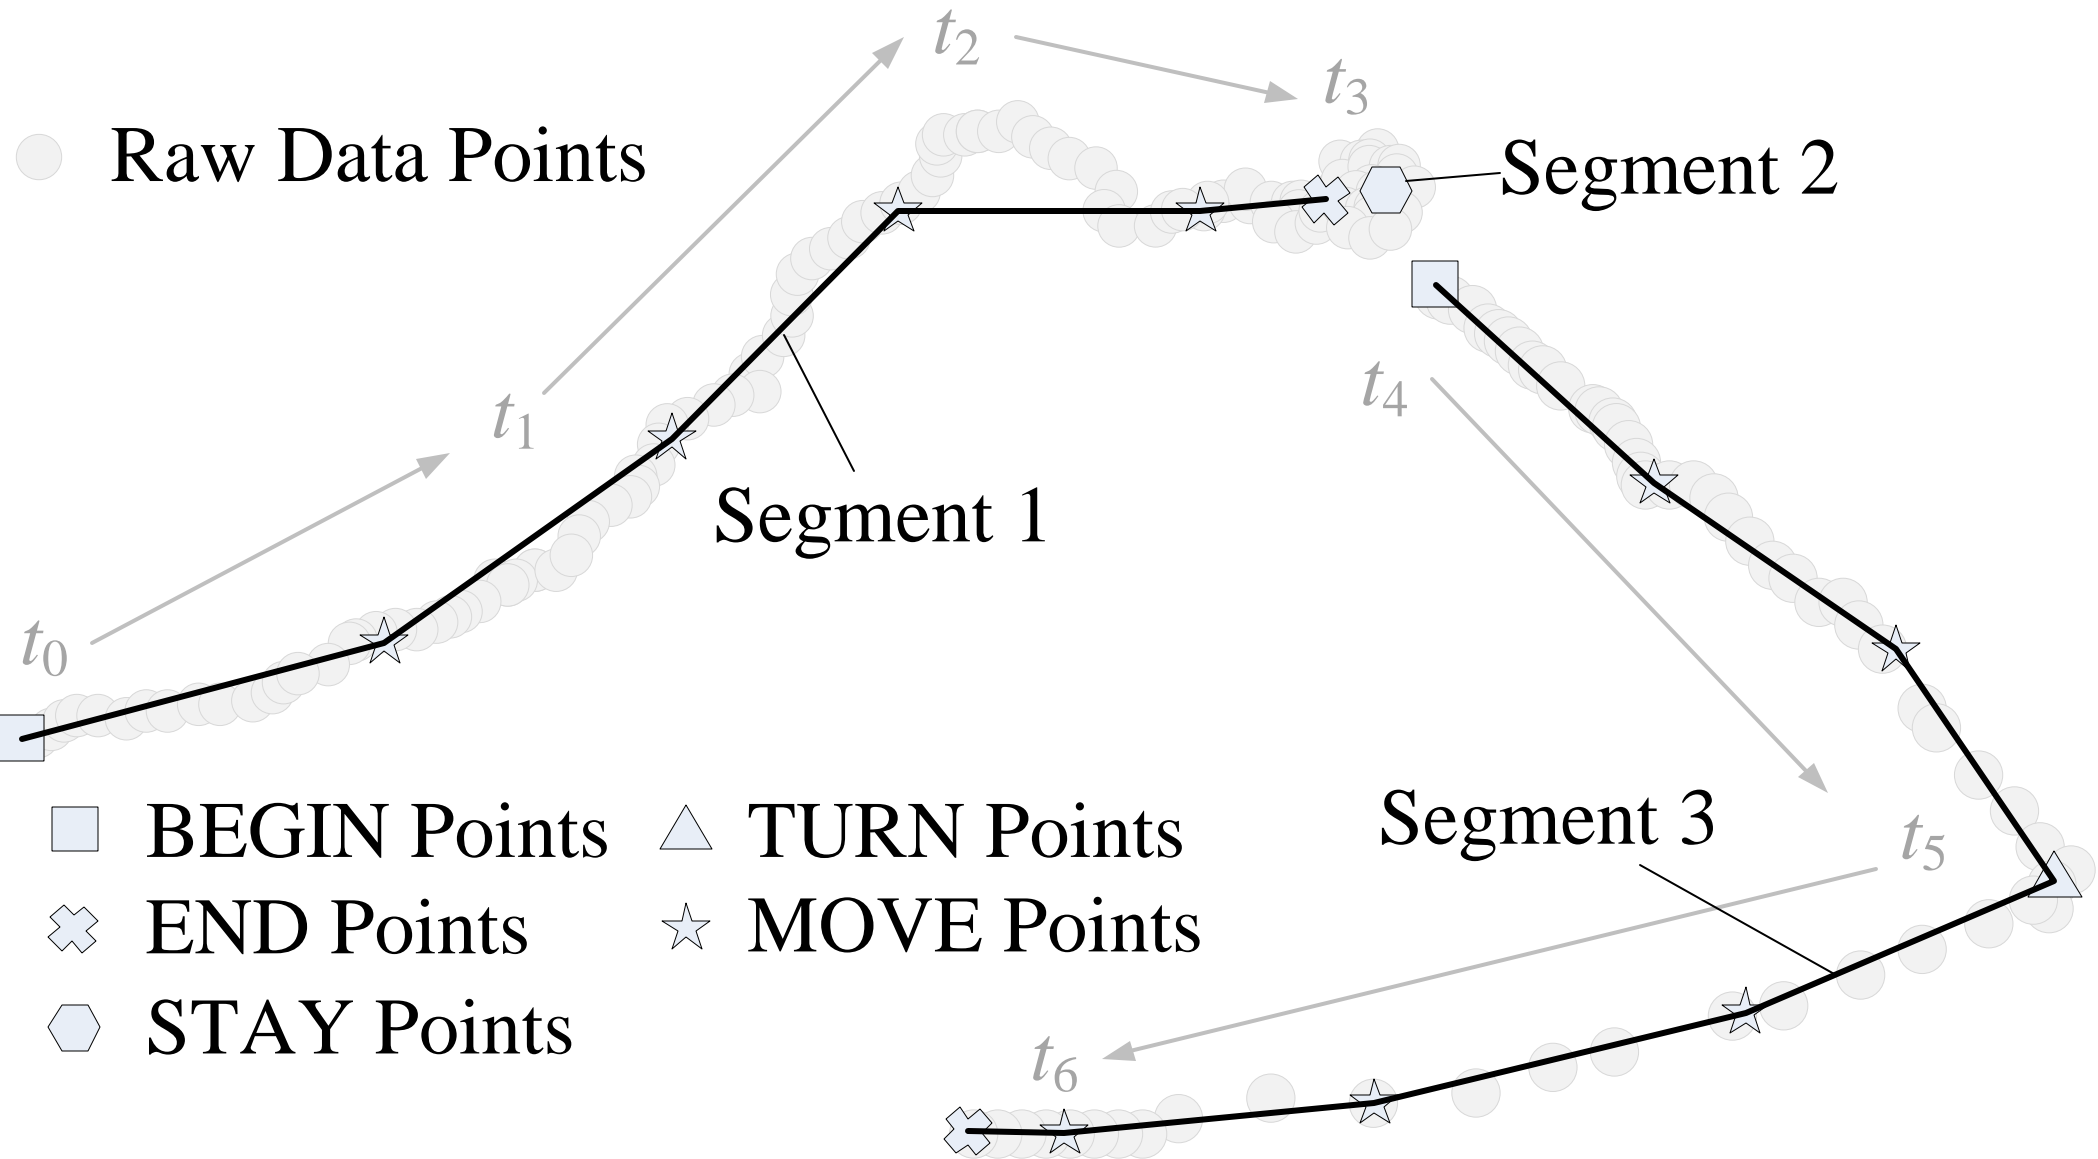 t2
t3
Raw Data Points
Segment 2
t4
t1
Segment 1
t0
BEGIN Points
TURN Points
Segment 3
t5
END Points
MOVE Points
STAY Points
t6